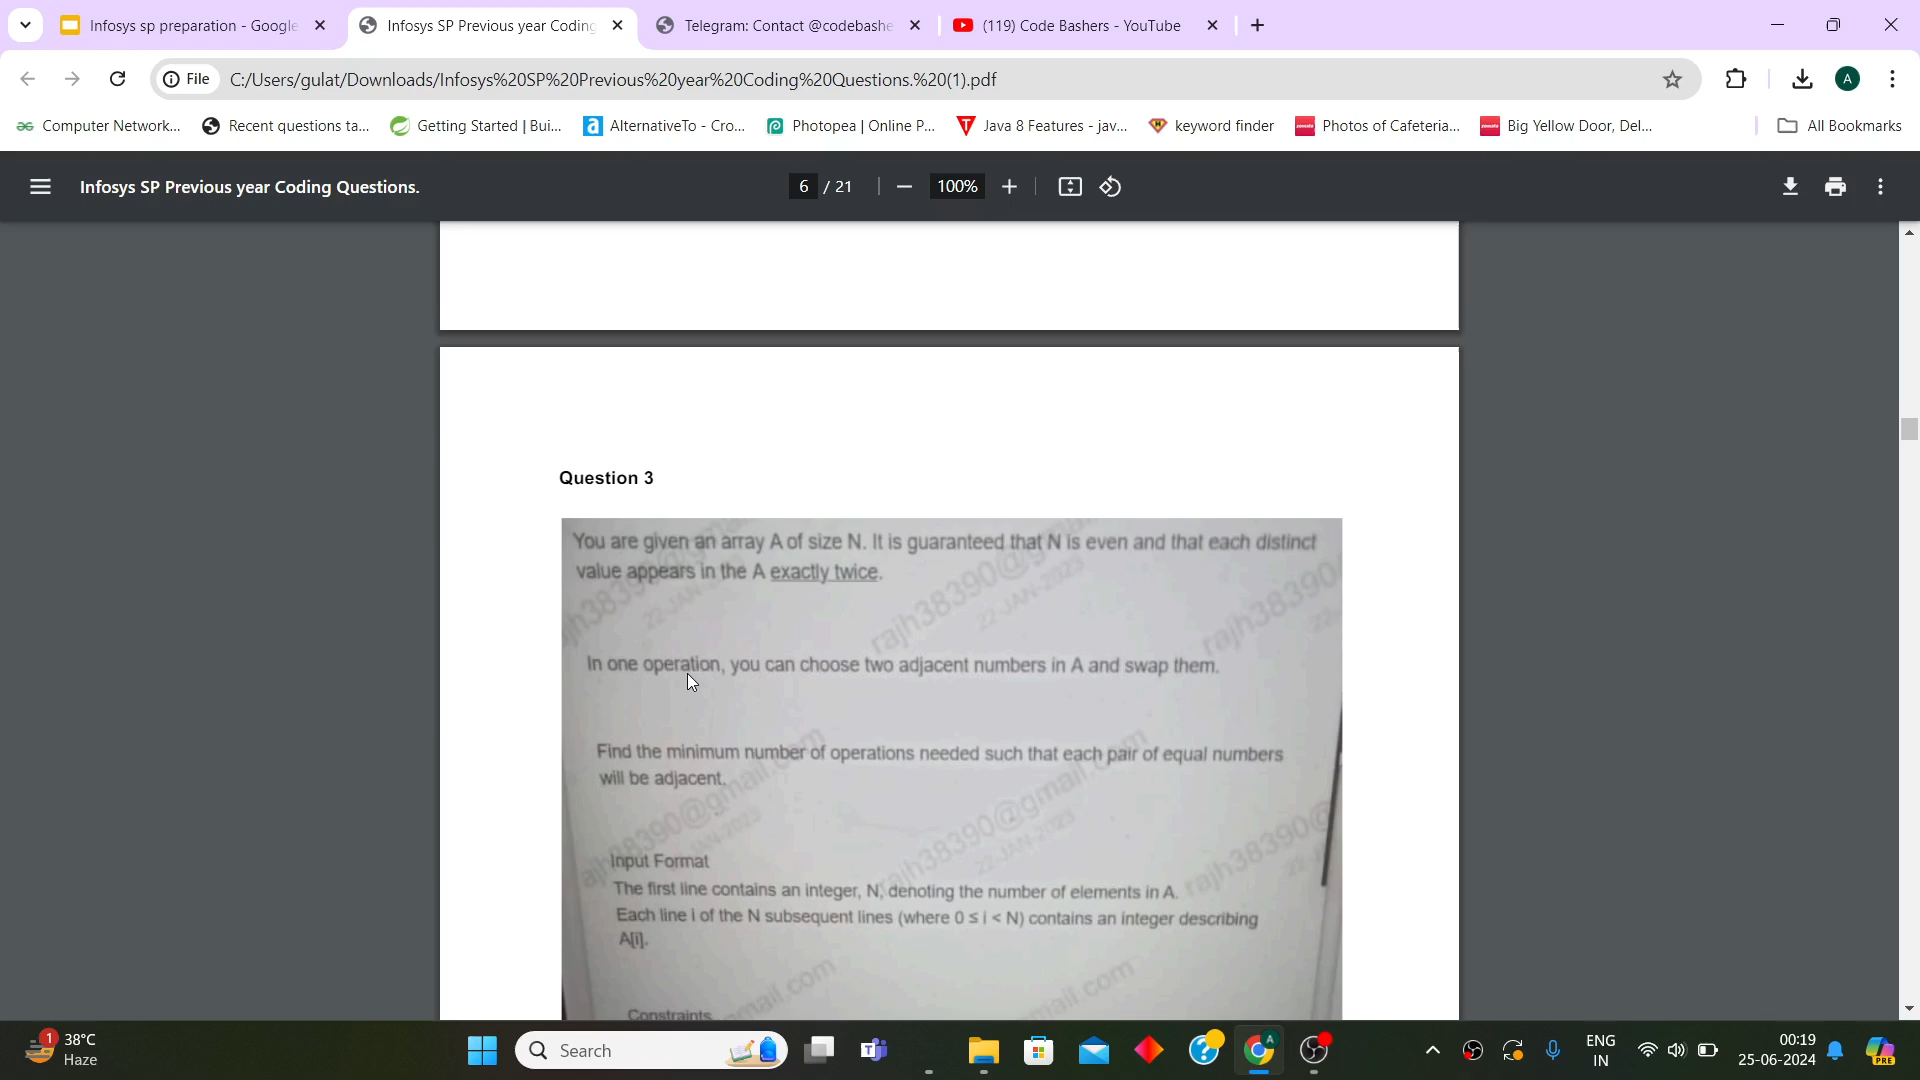 Infosys sp preparation - Google
Infosys SP Previous year Coding
Telegram: Contact @codebashe
(119) Code Bashers - YouTube
File
C:/Users/gulat/Downloads/Infosys%20SP%20Previous%20year%20Coding%20Questions.%20(1).pdf
A
Computer Network...
Recent questions ta...
Getting Started | Bui...
AlternativeTo - Cro...
Photopea | Online P...
Java 8 Features - jav...
keyword finder
Photos of Cafeteria...
Big Yellow Door, Del...
All Bookmarks
Infosys SP Previous year Coding Questions.
6 / 21
100%
Question 3
You are given an array A of size N. It is guaranteed that N is even and that each distinct
value appears in the A exactly twice.
In one operation, you can choose two adjacent numbers in A and swap them.
Find the minimum number of operations needed such that each pair of equal numbers
will be adjacent.
Input Format
The first line contains an integer, N, denoting the number of elements in A.
Each line i of the N subsequent lines (where 0 ≤ i < N) contains an integer describing
A[i].
Constraints
rajh38390@gmail.com
22-JAN-2023
1
38°C
Haze
Search
ENG
IN
00:19
25-06-2024
PRE